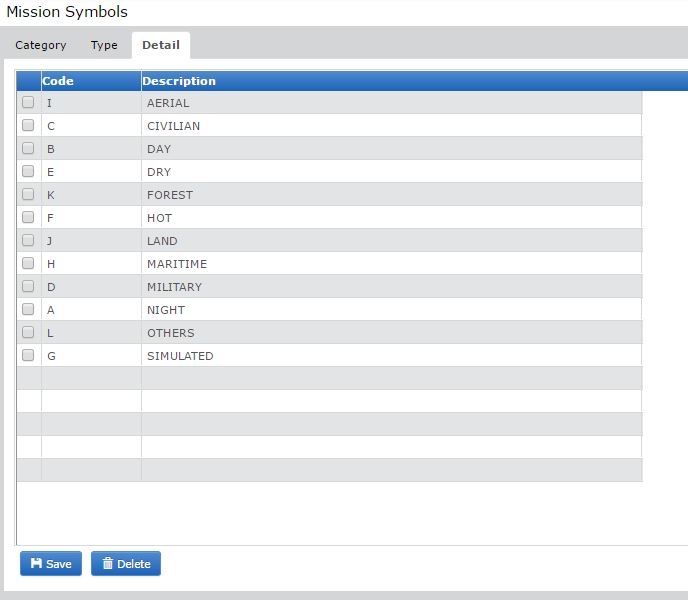 Mission Symbols
Category Type Detail
Code Description
I AERIAL
C CIVILIAN
B DAY
E DRY
K FOREST
F HOT
J LAND
H MARITIME
D MILITARY
A NIGHT
L OTHERS
G SIMULATED
Save Delete